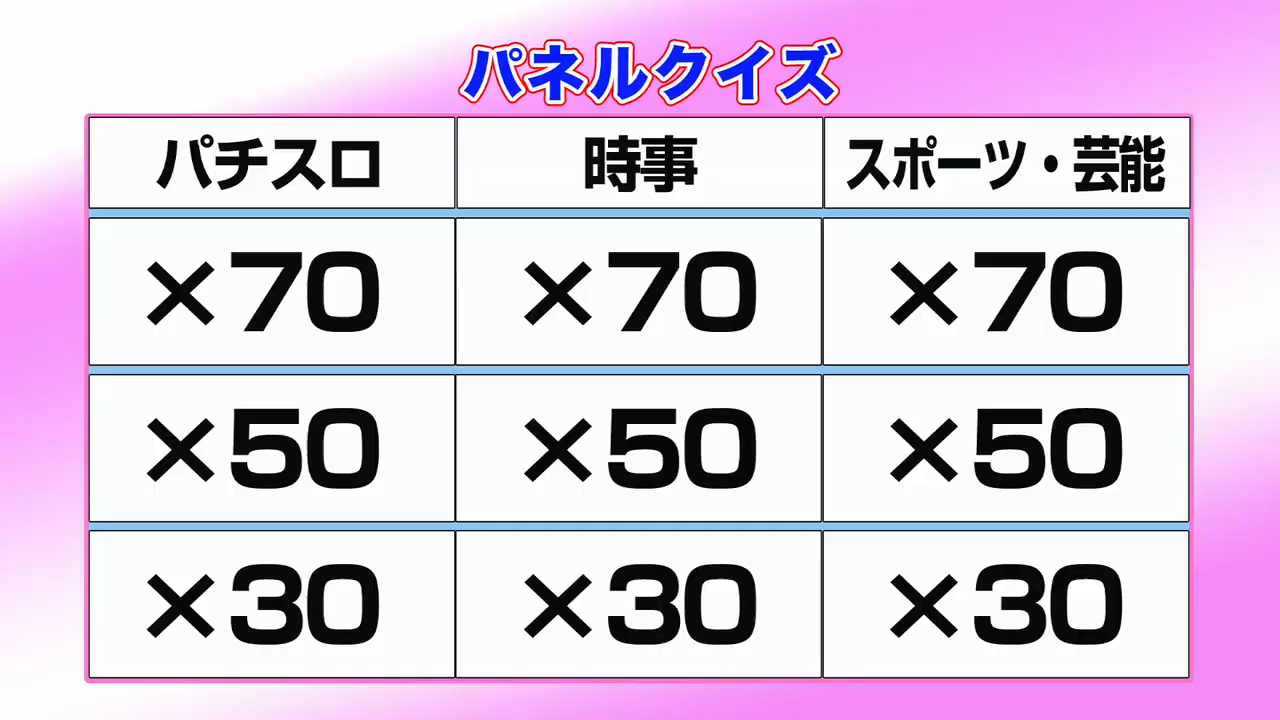 パネルクイズ
パチスロ 時事 スポーツ・芸能
×70 ×70 ×70
×50 ×50 ×50
×30 ×30 ×30